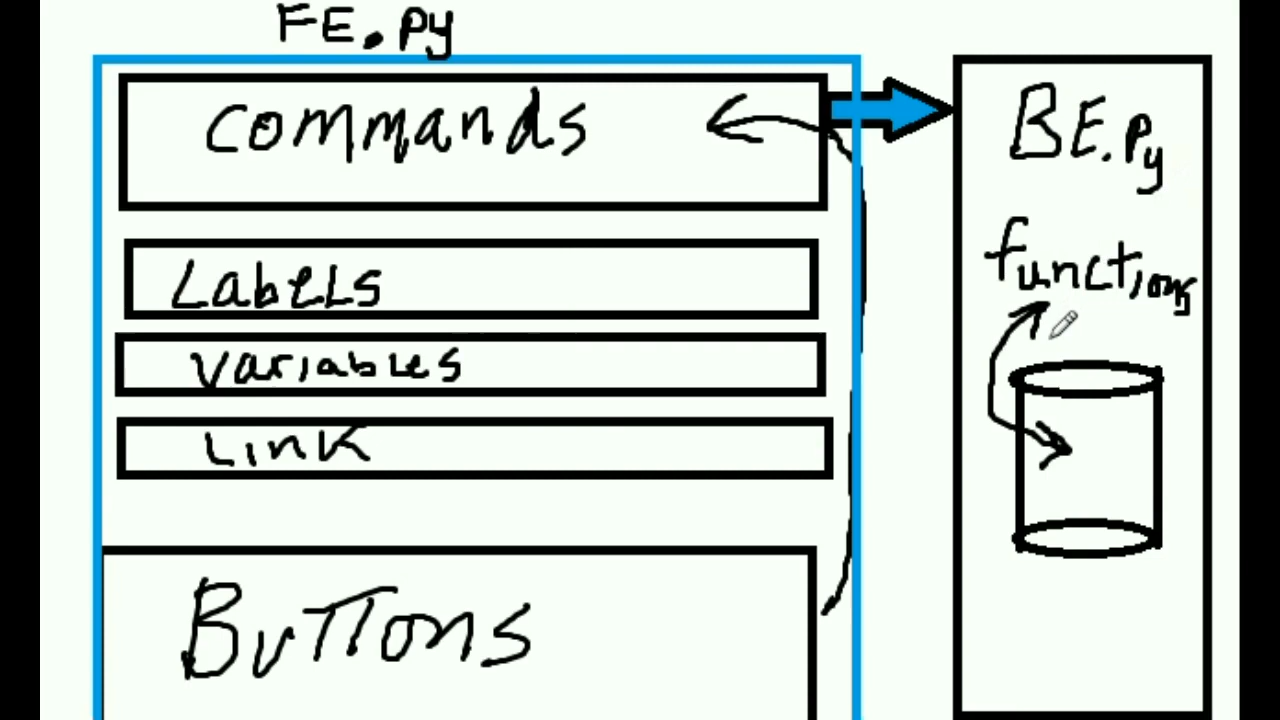 FE.py
Commands
Labels
variables
Link
Buttons
BE.Py
functions